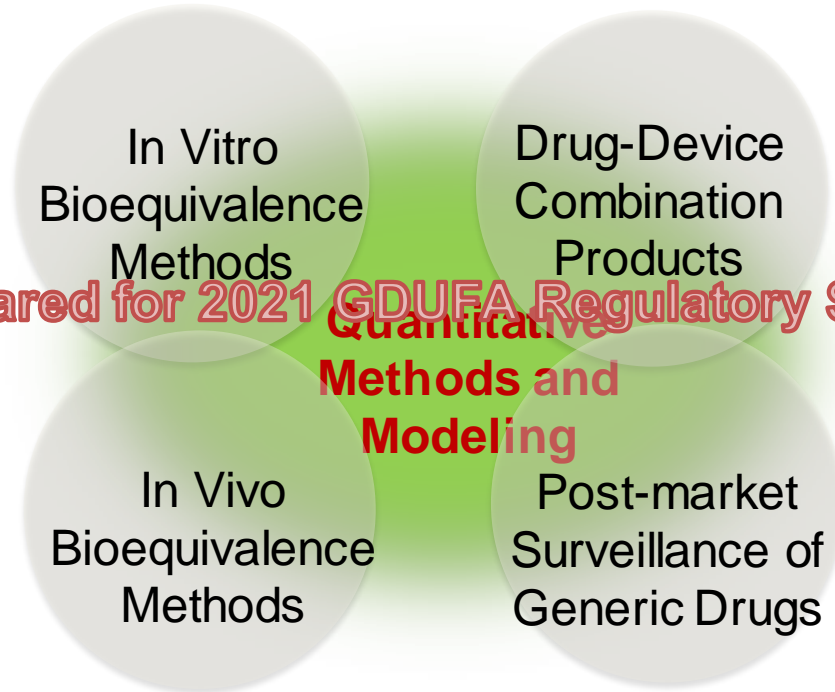 In Vitro
Bioequivalence
Methods
Drug-Device
Combination
Products
for 2021 GDUFA Regulatory
Quantitative
Methods and
Modeling
In Vivo
Bioequivalence
Methods
Post-market
Surveillance of
Generic Drugs